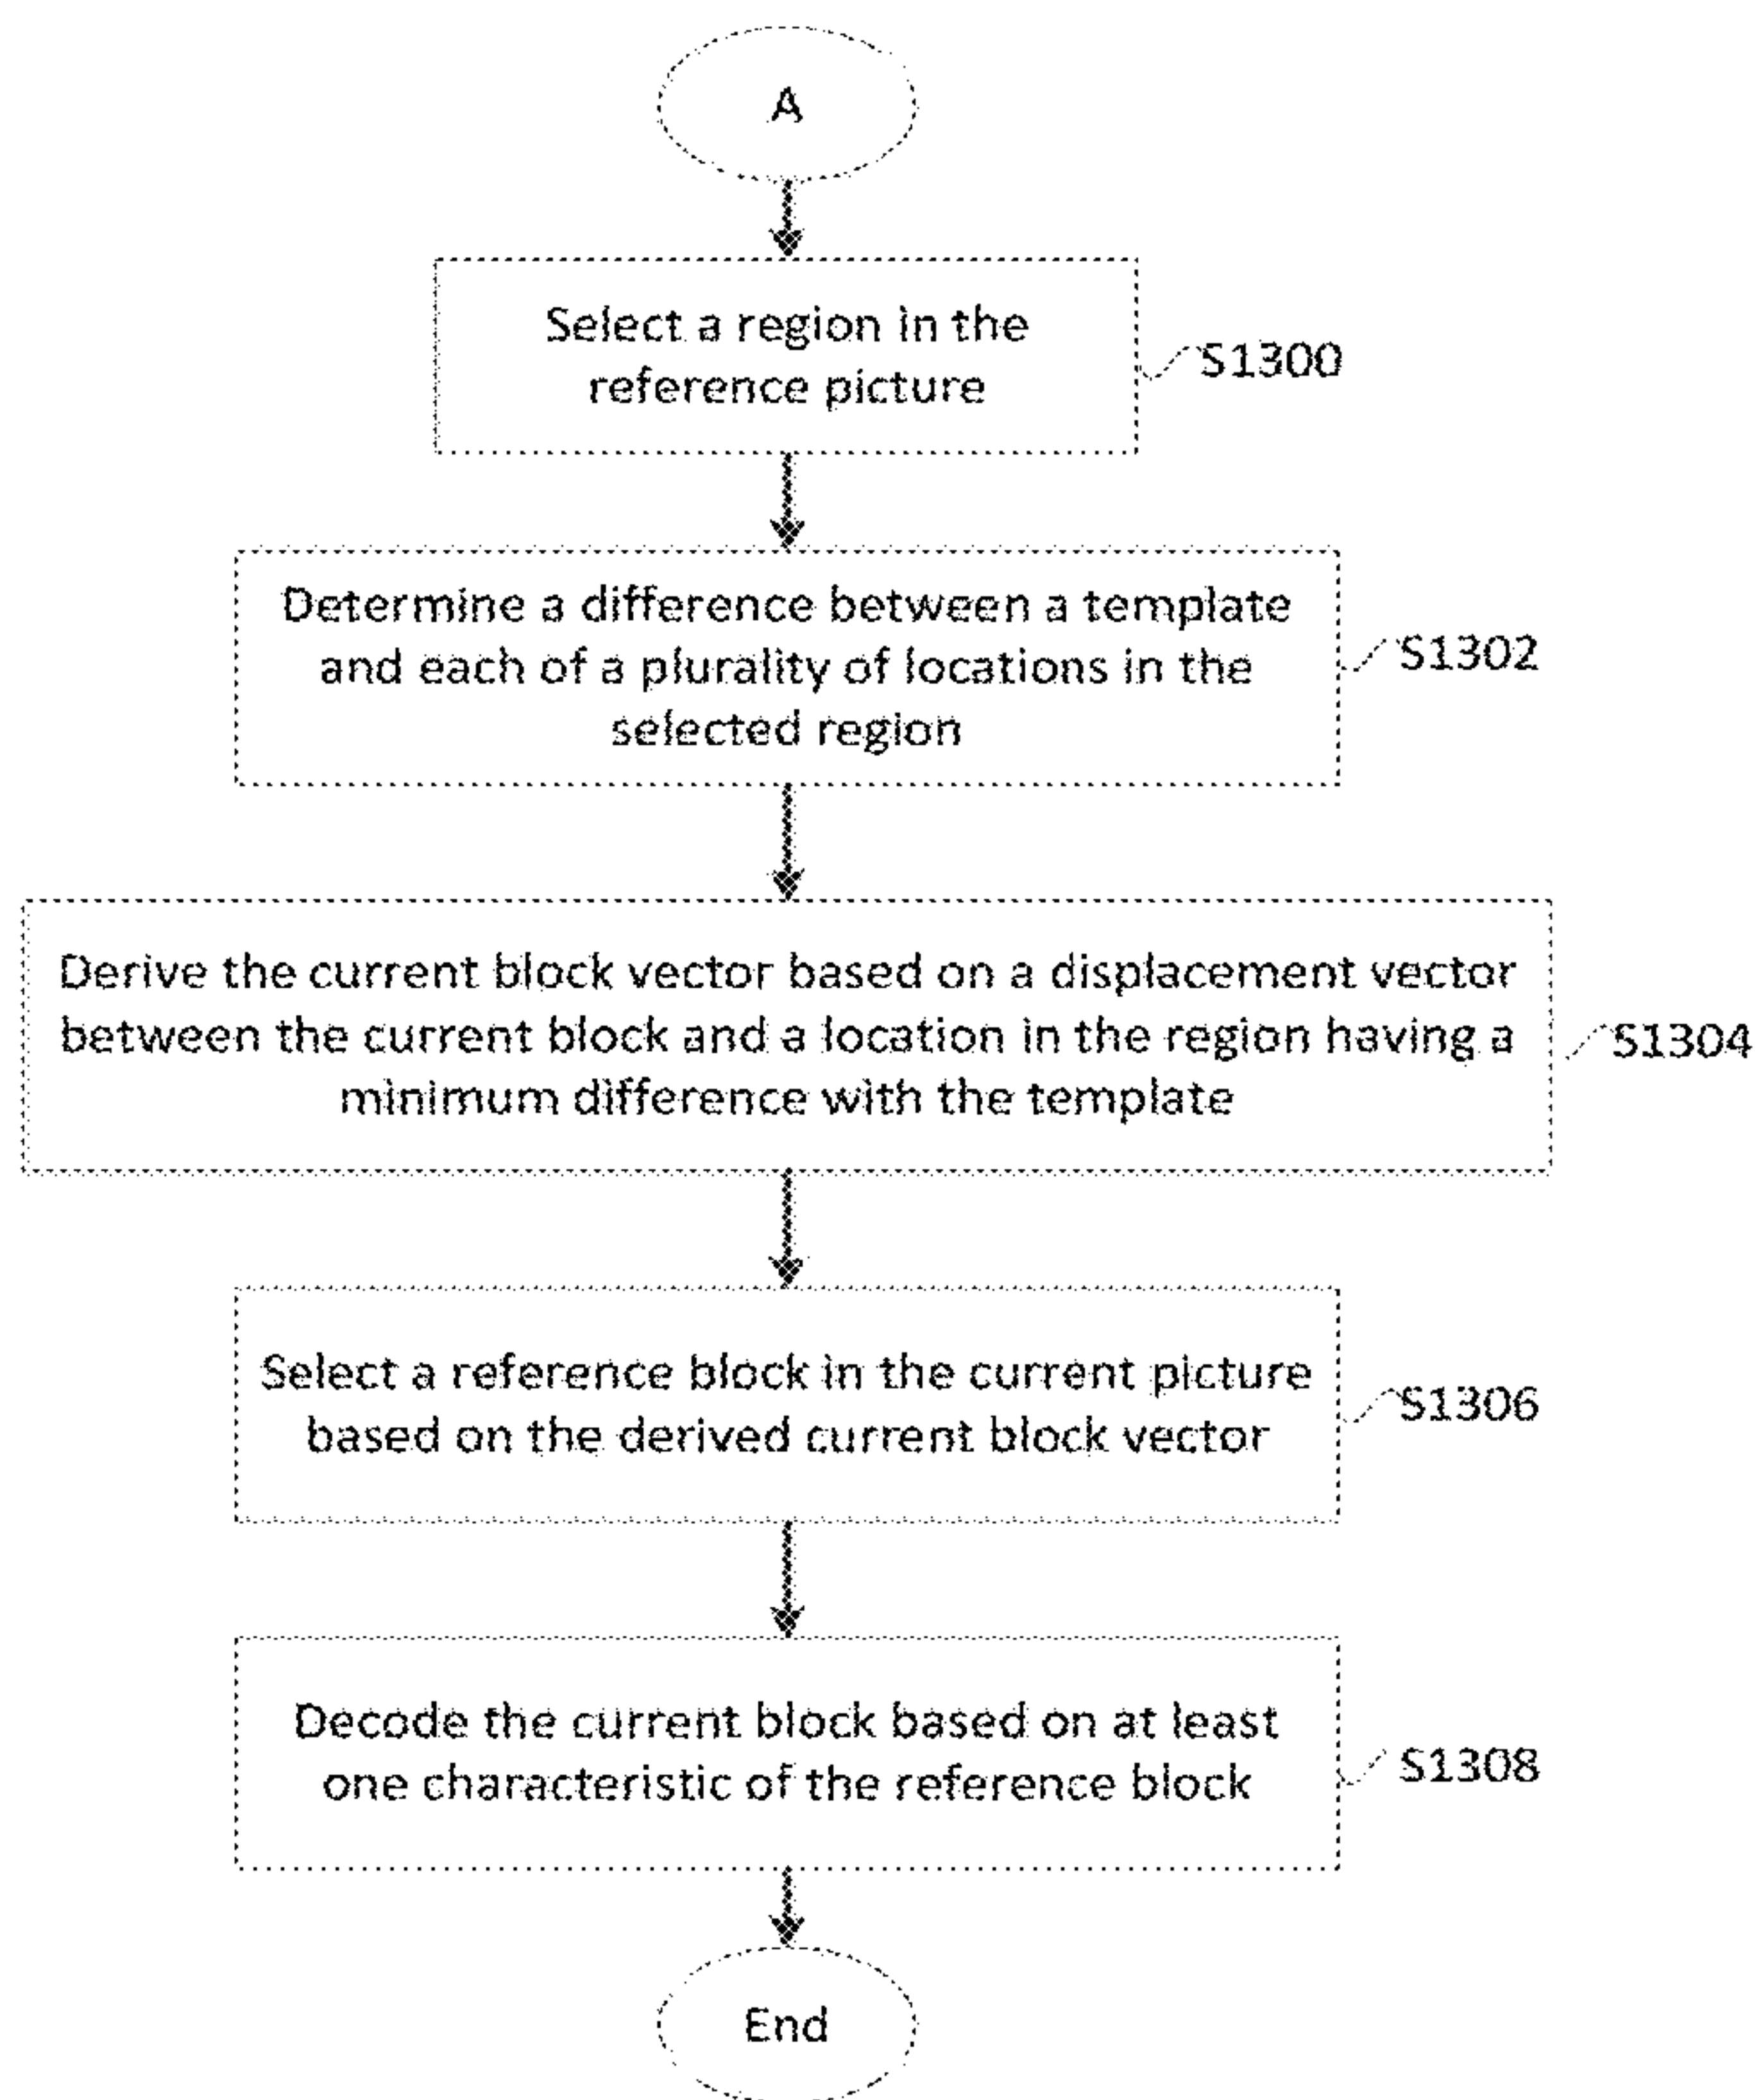 A
Select a region in the
reference picture
S1300
Determine a difference between a template
and each of a plurality of locations in the
selected region
S1302
Derive the current block vector based on a displacement vector
between the current block and a location in the region having a
minimum difference with the template
S1304
Select a reference block in the current picture
based on the derived current block vector
S1306
Decode the current block based on at least
one characteristic of the reference block
S1308
End